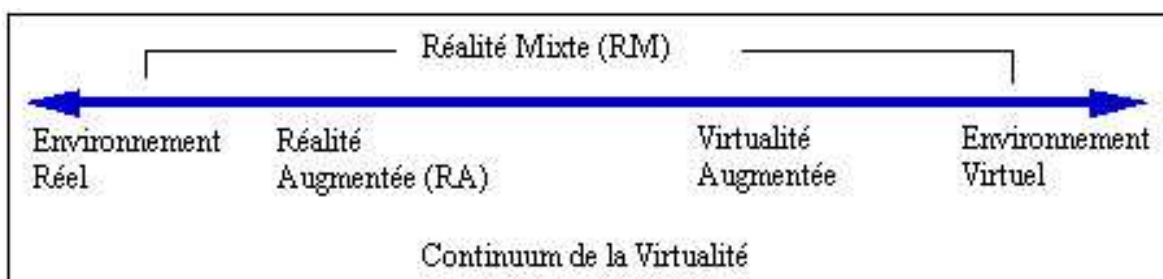 Réalité Mixte (RM)
Environnement Réel
Réalité Augmentée (RA)
Virtualité Augmentée
Environnement Virtuel
Continuum de la Virtualité